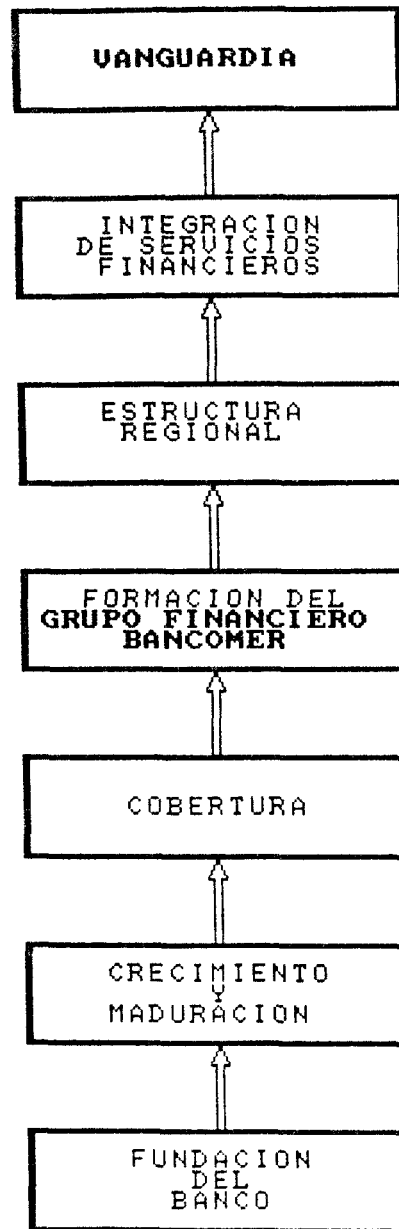 VANGUARDIA
INTEGRACION
DE SERVICIOS
FINANCIEROS
ESTRUCTURA
REGIONAL
FORMACION DEL
GRUPO FINANCIERO
BANCOMER
COBERTURA
CRECIMIENTO
Y
MADURACION
FUNDACION
DEL
BANCO